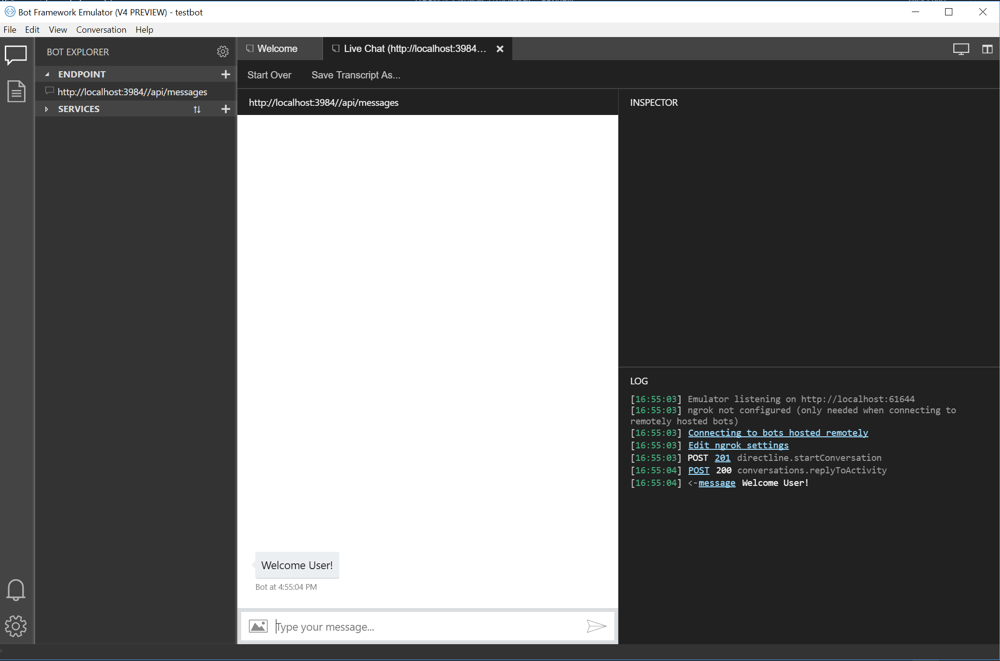 Bot Framework Emulator (V4 PREVIEW) - testbot
File Edit View Conversation Help
BOT EXPLORER
ENDPOINT
http://localhost:3984//api/messages
SERVICES
Welcome
Live Chat (http://localhost:3984...
Start Over Save Transcript As...
http://localhost:3984//api/messages
Welcome User!
Bot at 4:55:04 PM
Type your message...
INSPECTOR
LOG
[16:55:03] Emulator listening on http://localhost:61644
[16:55:03] ngrok not configured (only needed when connecting to
remotely hosted bots)
[16:55:03] Connecting to bots hosted remotely
[16:55:03] Edit ngrok settings
[16:55:03] POST 201 directline.startConversation
[16:55:04] POST 200 conversations.replyToActivity
[16:55:04] <-message Welcome User!